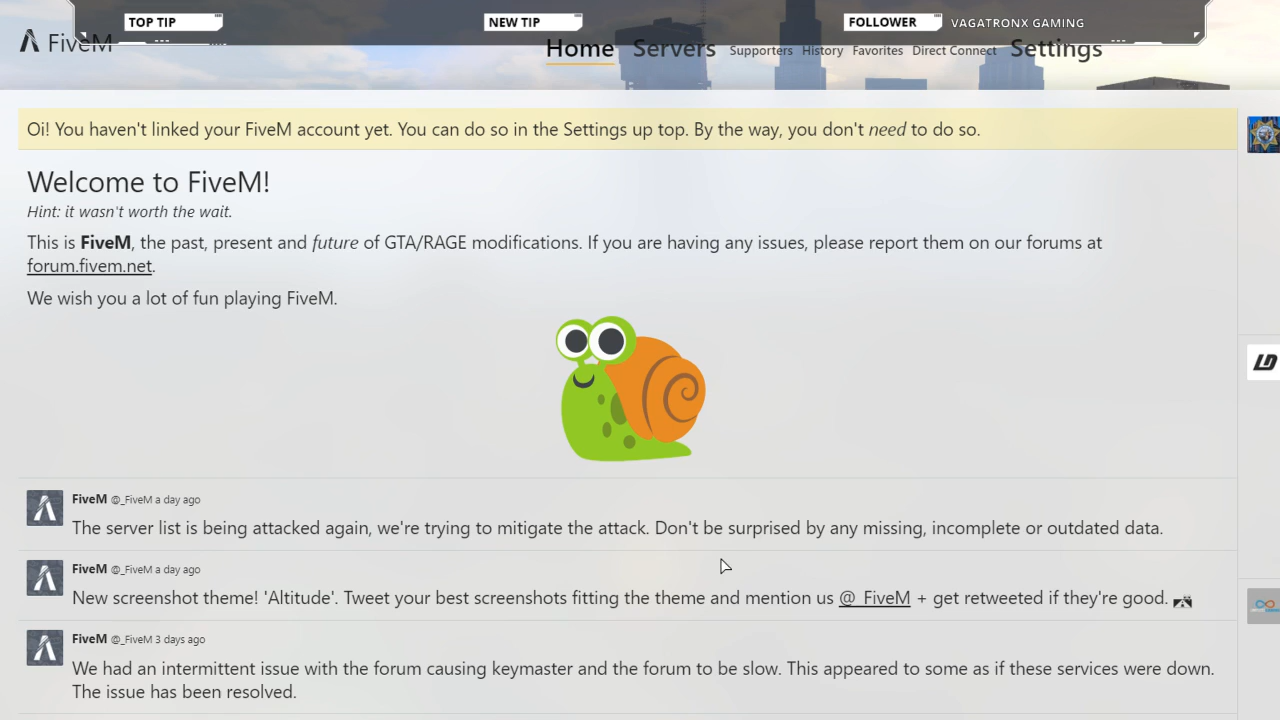 TOP TIP
NEW TIP
FOLLOWER VAGATRONX GAMING
FiveM
Home Servers Supporters History Favorites Direct Connect Settings
Oi! You haven't linked your FiveM account yet. You can do so in the Settings up top. By the way, you don't need to do so.
Welcome to FiveM!
Hint: it wasn't worth the wait.
This is FiveM, the past, present and future of GTA/RAGE modifications. If you are having any issues, please report them on our forums at
forum.fivem.net.
We wish you a lot of fun playing FiveM.
FiveM @_FiveM a day ago
The server list is being attacked again, we're trying to mitigate the attack. Don't be surprised by any missing, incomplete or outdated data.
FiveM @_FiveM a day ago
New screenshot theme! 'Altitude'. Tweet your best screenshots fitting the theme and mention us @_FiveM + get retweeted if they're good.
FiveM @_FiveM 3 days ago
We had an intermittent issue with the forum causing keymaster and the forum to be slow. This appeared to some as if these services were down.
The issue has been resolved.